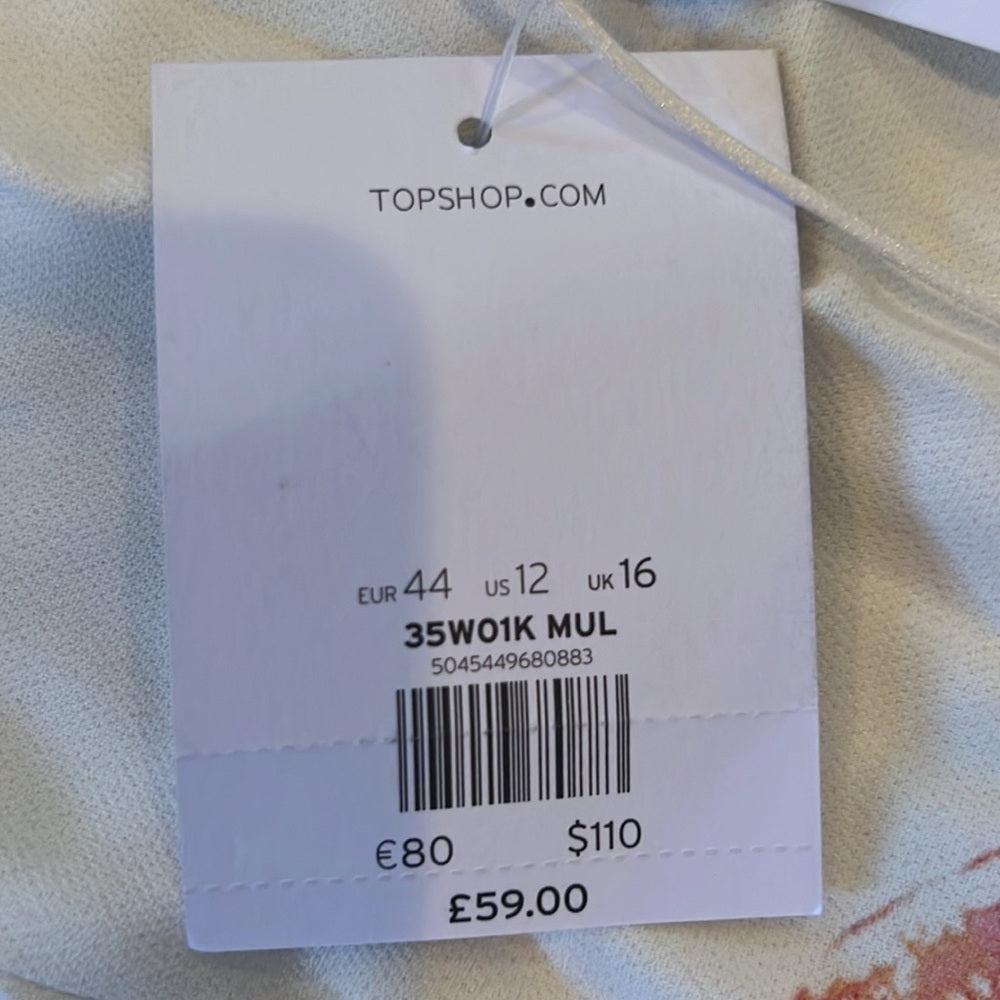 TOPSHOP.COM
EUR 44 US 12 UK 16
35W01K MUL
5045449680883
€80 $110
£59.00